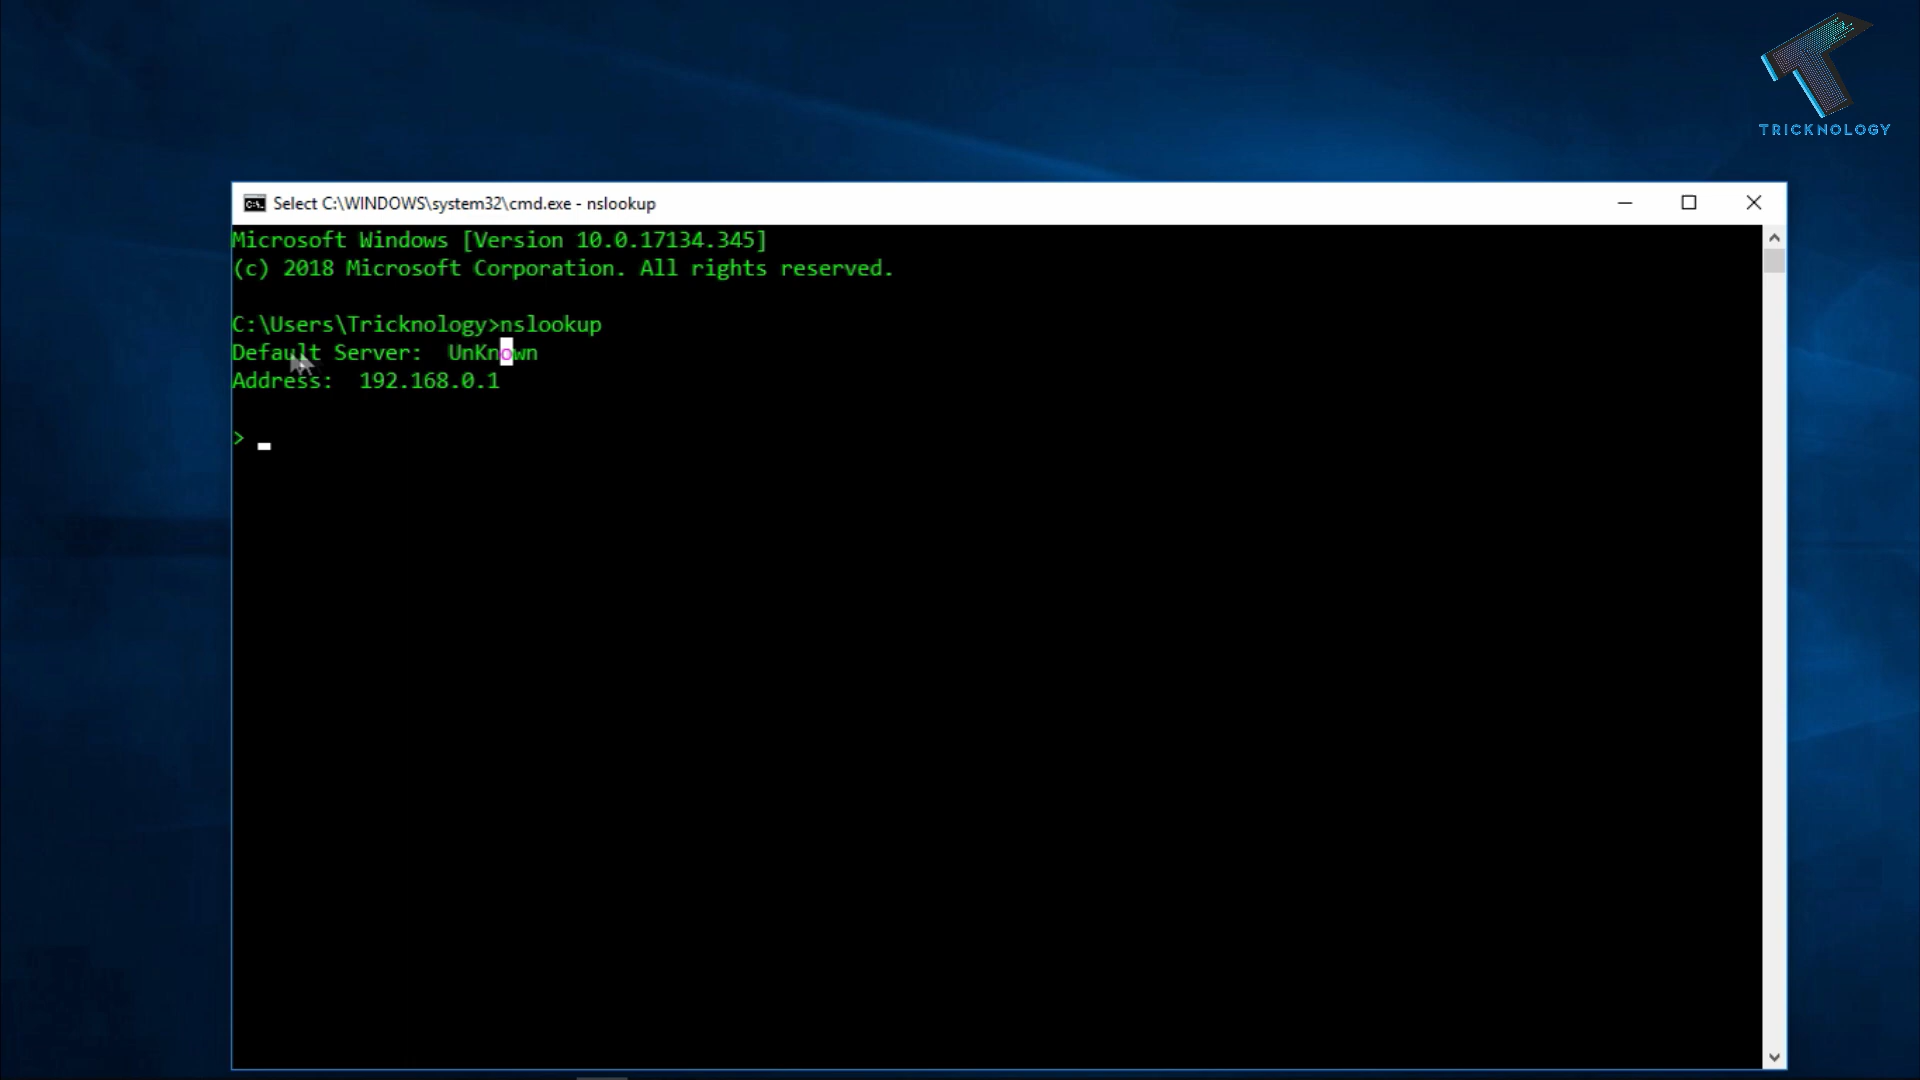 TRICKNOLOGY
Select C:\WINDOWS\system32\cmd.exe - nslookup
Microsoft Windows [Version 10.0.17134.345]
(c) 2018 Microsoft Corporation. All rights reserved.
C:\Users\Tricknology>nslookup
Default Server:  UnKnown
Address:  192.168.0.1
>